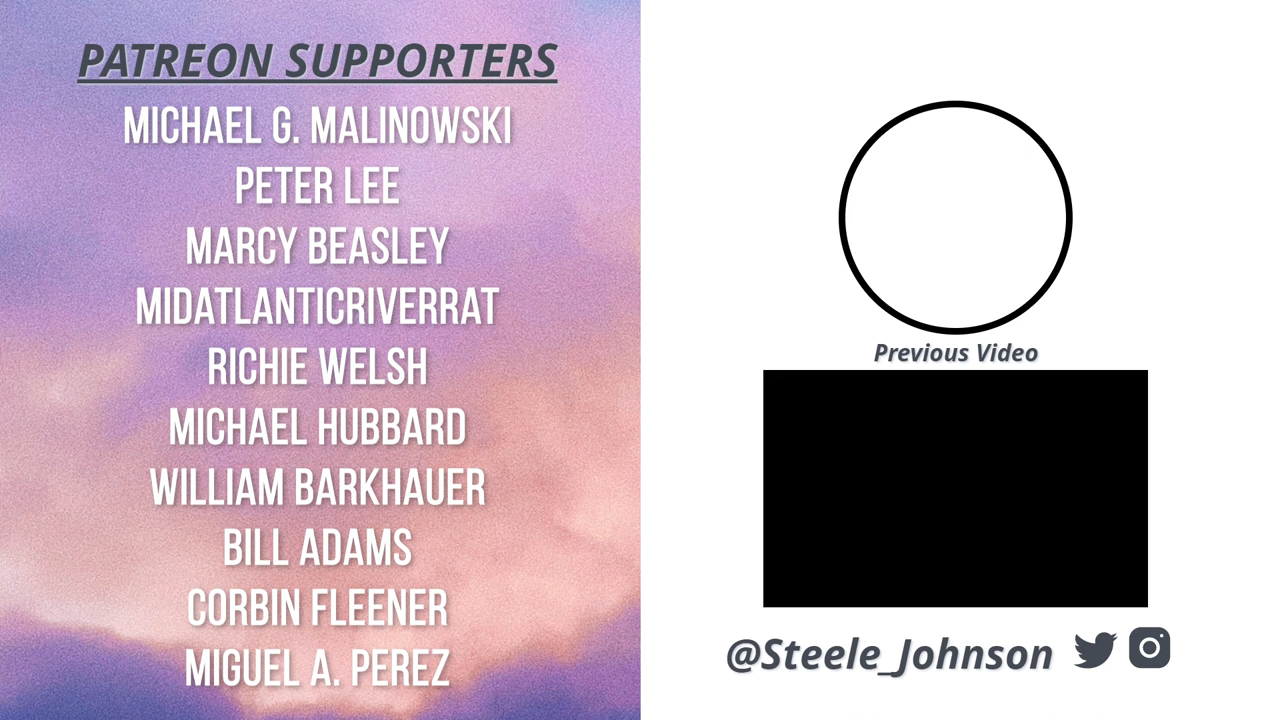 PATREON SUPPORTERS
MICHAEL G. MALINOWSKI
PETER LEE
MARCY BEASLEY
MIDATLANTICRIVERRAT
RICHIE WELSH
MICHAEL HUBBARD
WILLIAM BARKHAUER
BILL ADAMS
CORBIN FLEENER
MIGUEL A. PEREZ
Previous Video
@Steele_Johnson